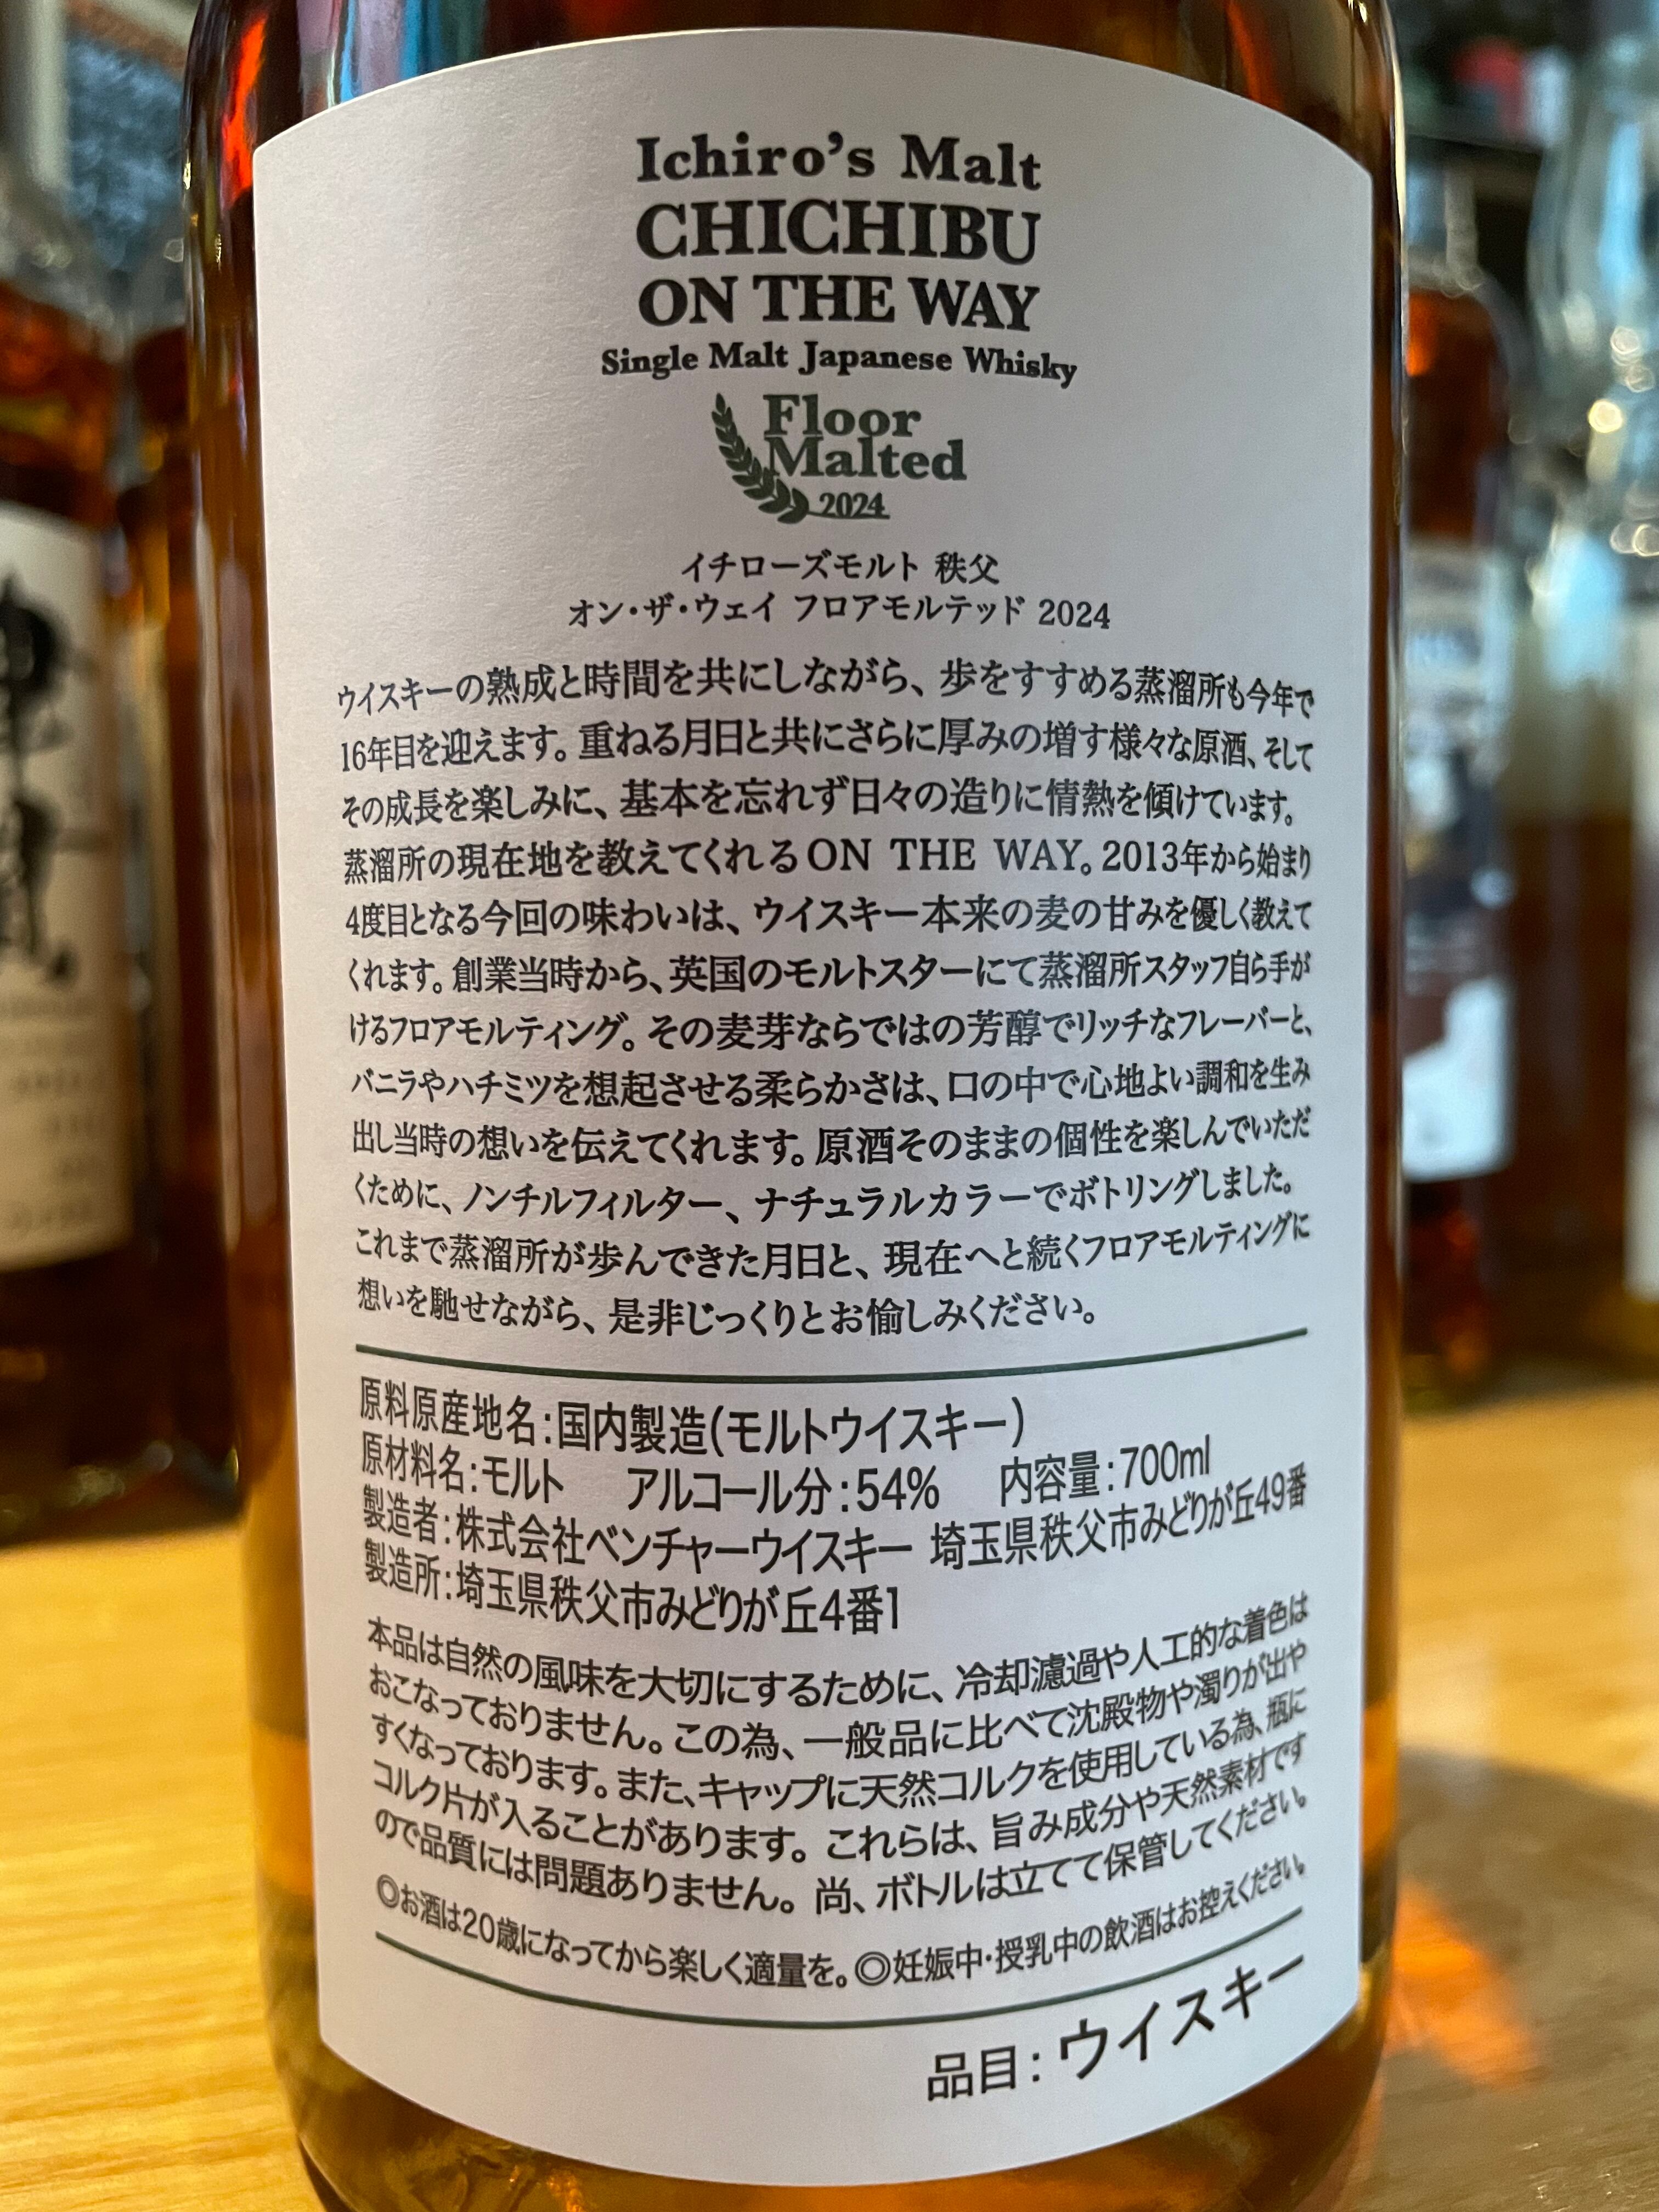 Ichiro's Malt
CHICHIBU
ON THE WAY
Single Malt Japanese Whisky
Floor
Malted
2024
イチローズモルト 秩父
オン・ザ・ウェイ フロアモルテッド 2024
ウイスキーの熟成と時間を共にしながら、歩をすすめる蒸溜所も今年で
16年目を迎えます。重ねる月日と共にさらに厚みの増す様々な原酒、そして
その成長を楽しみに、基本を忘れず日々の造りに情熱を傾けています。
蒸溜所の現在地を教えてくれるON THE WAY。2013年から始まり
4度目となる今回の味わいは、ウイスキー本来の麦の甘みを優しく教えて
くれます。創業当時から、英国のモルトスターにて蒸溜所スタッフ自ら手が
けるフロアモルティング。その麦芽ならではの芳醇でリッチなフレーバーと、
バニラやハチミツを想起させる柔らかさは、口の中で心地よい調和を生み
出し当時の想いを伝えてくれます。原酒そのままの個性を楽しんでいただ
くために、ノンチルフィルター、ナチュラルカラーでボトリングしました。
これまで蒸溜所が歩んできた月日と、現在へと続くフロアモルティングに
想いを馳せながら、是非じっくりとお愉しみください。
原料原産地名:国内製造(モルトウイスキー)
原材料名:モルト アルコール分:54% 内容量:700ml
製造者:株式会社ベンチャーウイスキー 埼玉県秩父市みどりが丘49番
製造所:埼玉県秩父市みどりが丘4番1
本品は自然の風味を大切にするために、冷却濾過や人工的な着色は
おこなっておりません。この為、一般品に比べて沈殿物や濁りが出や
すくなっております。また、キャップに天然コルクを使用している為、瓶に
コルク片が入ることがあります。これらは、旨み成分や天然素材です
ので品質には問題ありません。尚、ボトルは立てて保管してください。
◎お酒は20歳になってから楽しく適量を。◎妊娠中・授乳中の飲酒はお控えください。
品目:ウイスキー